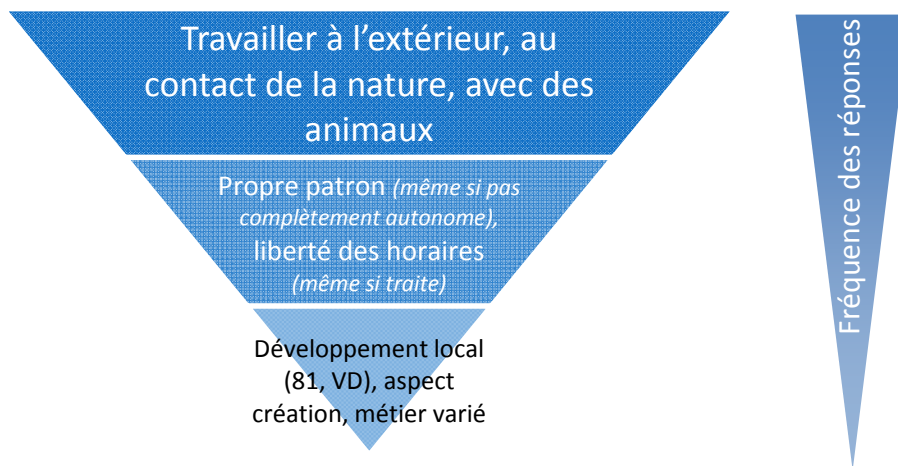 Travailler à l’extérieur, au
contact de la nature, avec des
animaux
Propre patron (même si pas
complètement autonome),
liberté des horaires
(même si traite)
Développement local
(81, VD), aspect
création, métier varié
Fréquence des réponses